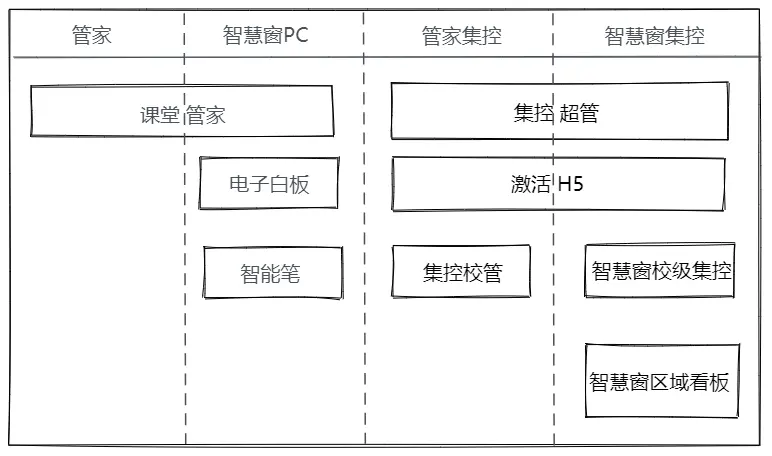 管家 智慧窗PC 管家集控 智慧窗集控
课堂 管家 集控 超管
电子白板 激活 H5
智能笔 集控校管 智慧窗校级集控
智慧窗区域看板